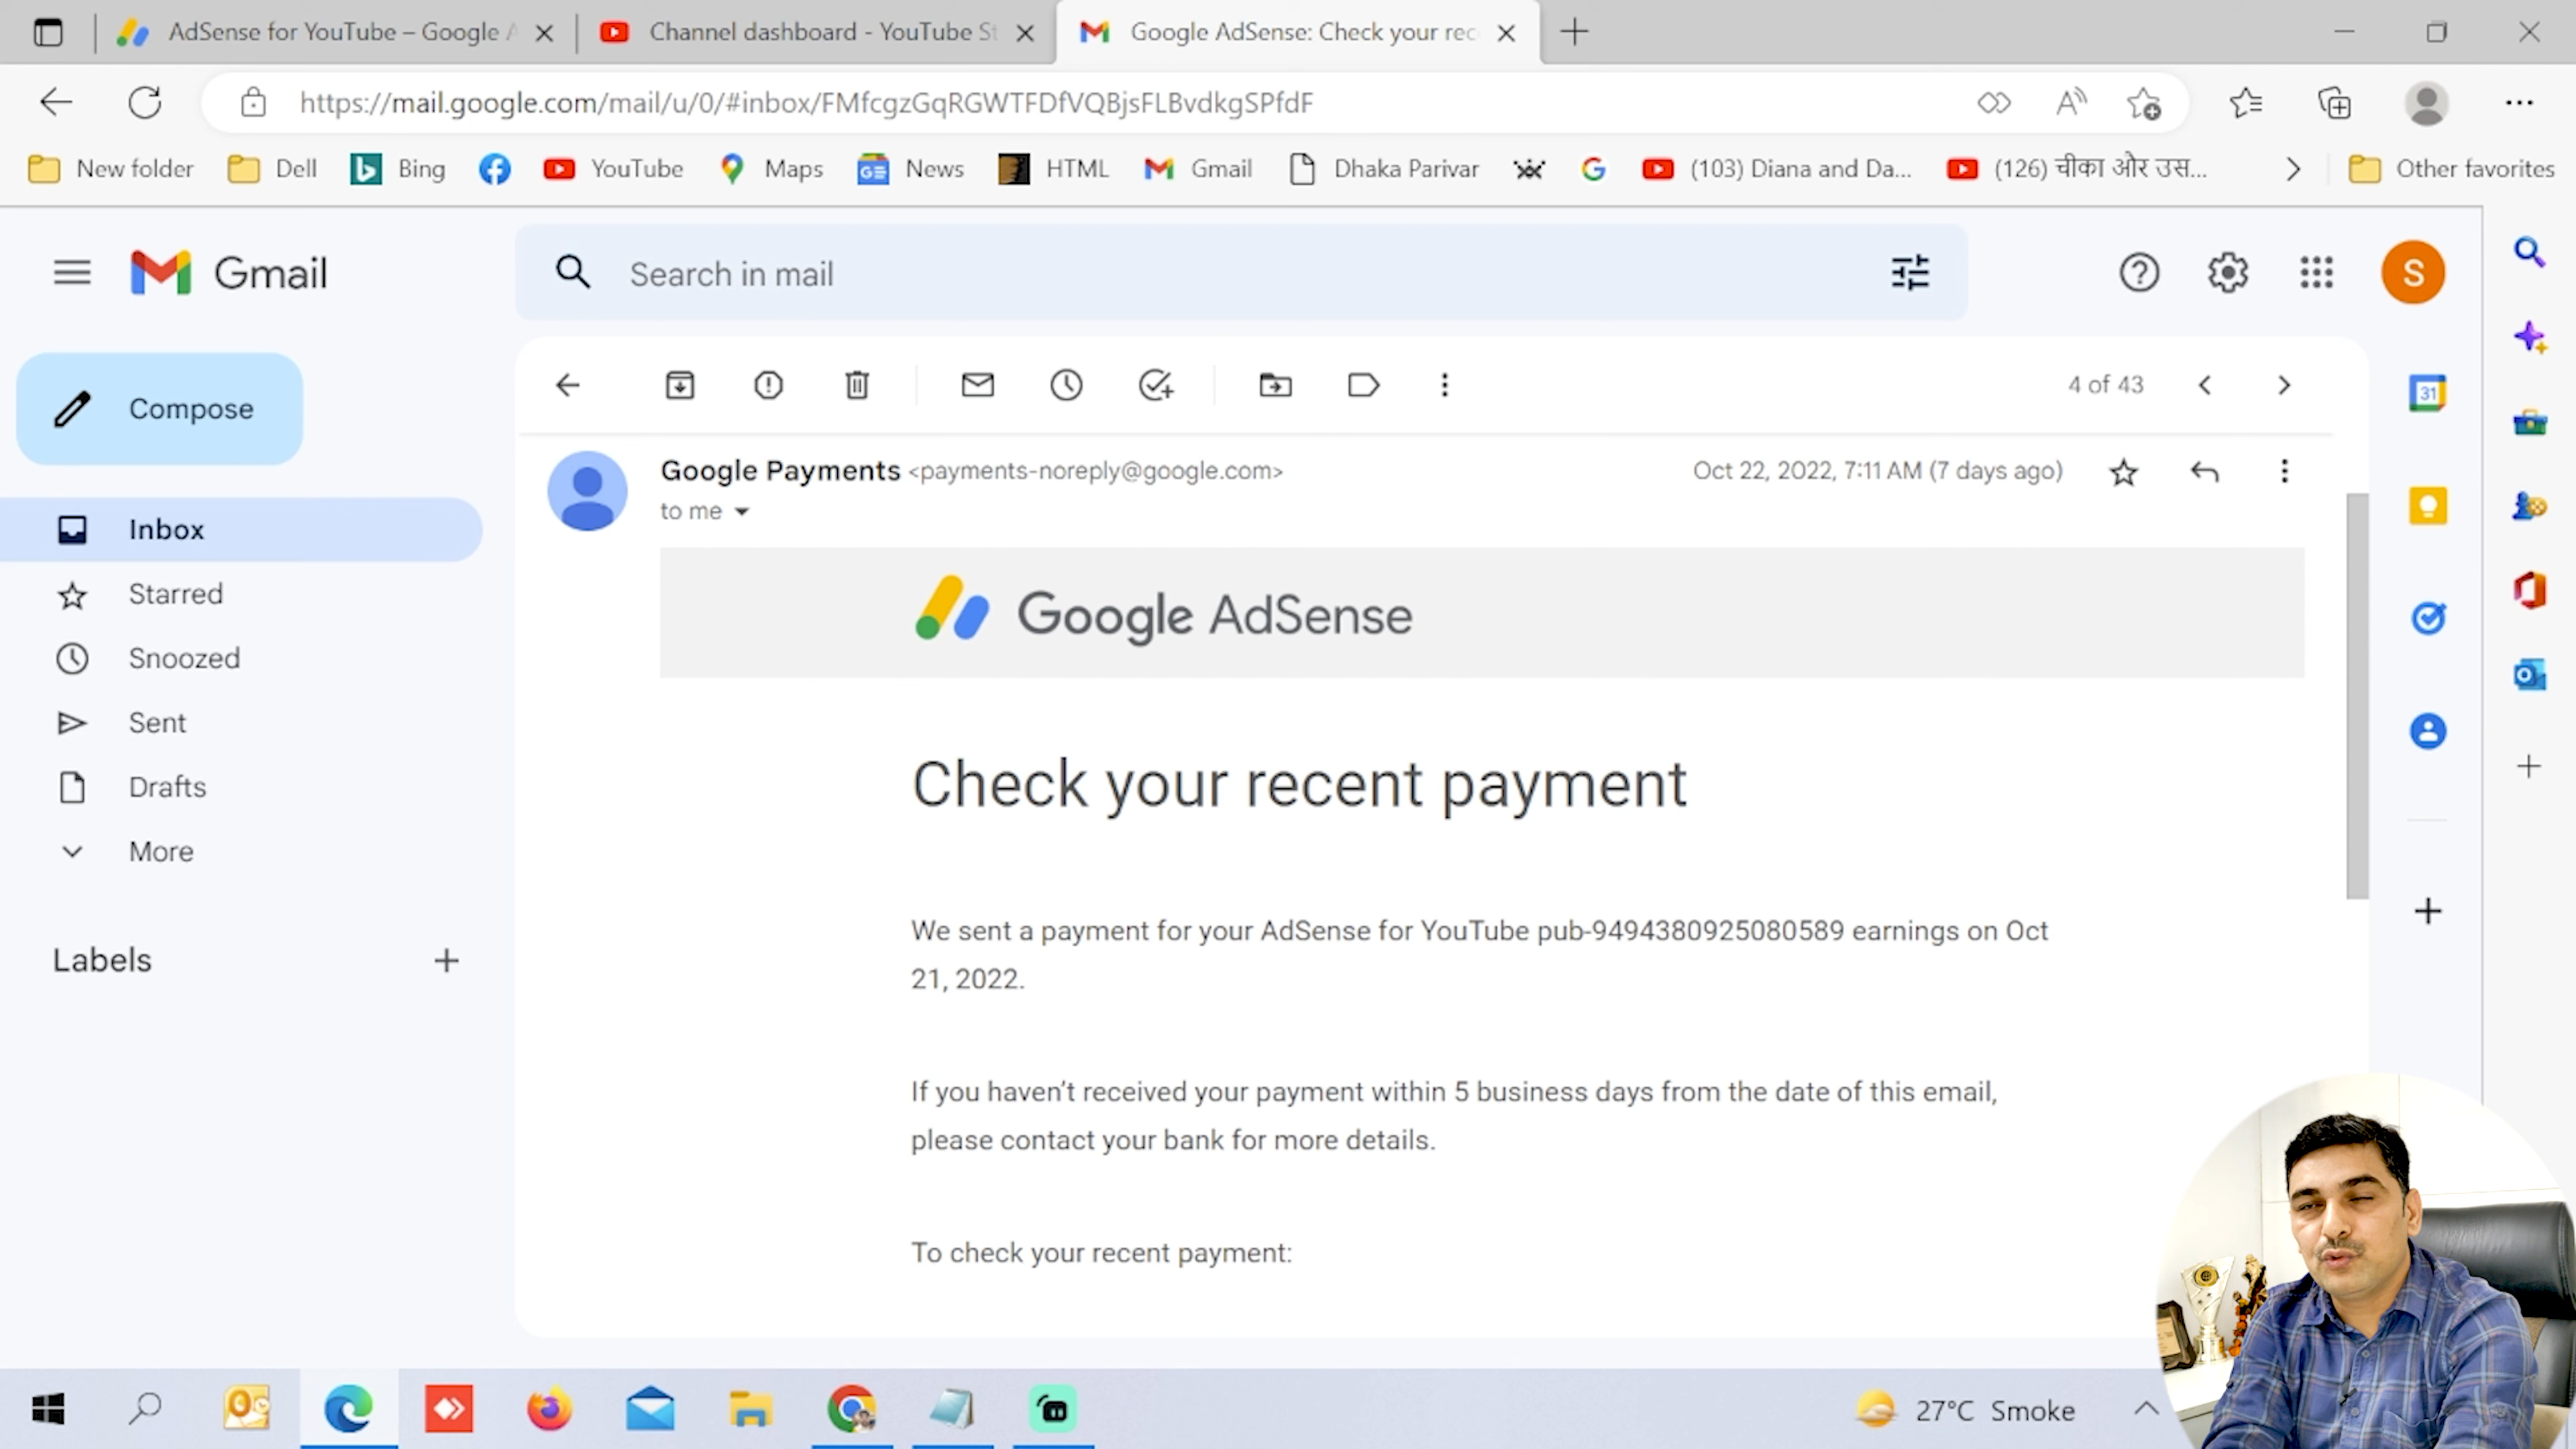 AdSense for YouTube – Google A
Channel dashboard - YouTube St
Google AdSense: Check your rec
https://mail.google.com/mail/u/0/#inbox/FMfcgzGqRGWTFDfVQBjsFLBvdkgSPfdF
New folder
Dell
Bing
YouTube
Maps
News
HTML
Gmail
Dhaka Parivar
(103) Diana and Da...
(126) चीका और उस...
Other favorites
Gmail
Search in mail
S
Compose
4 of 43
31
Google Payments <payments-noreply@google.com>
Oct 22, 2022, 7:11 AM (7 days ago)
to me
Inbox
Starred
Snoozed
Sent
Drafts
More
Labels
Google AdSense
Check your recent payment
We sent a payment for your AdSense for YouTube pub-9494380925080589 earnings on Oct
21, 2022.
If you haven't received your payment within 5 business days from the date of this email,
please contact your bank for more details.
To check your recent payment:
27°C Smoke